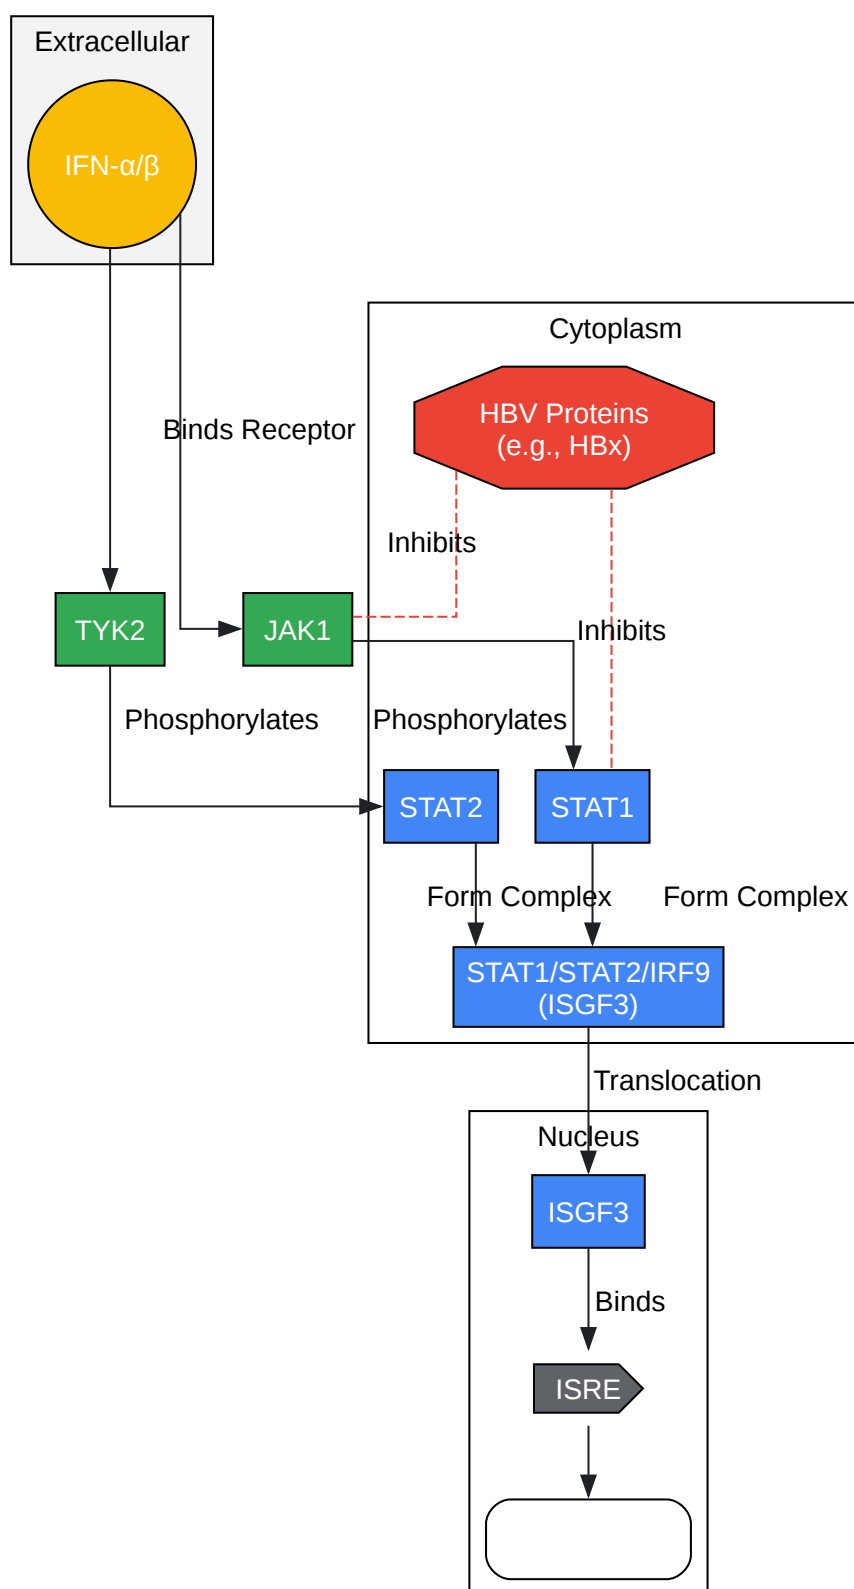 Extracellular
IFN-α/β
Cytoplasm
HBV Proteins
(e.g., HBx)
Binds Receptor
Inhibits
TYK2
JAK1
Inhibits
Phosphorylates
Phosphorylates
STAT2
STAT1
Form Complex
Form Complex
STAT1/STAT2/IRF9
(ISGF3)
Translocation
Nucleus
ISGF3
Binds
ISRE